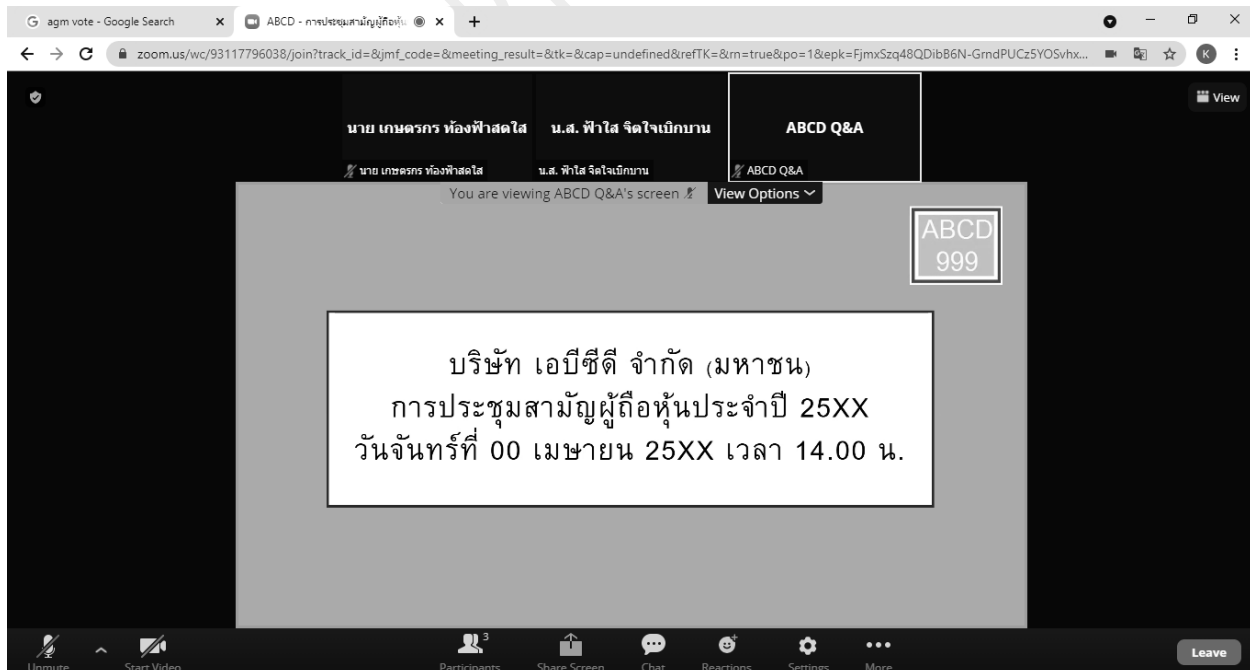 agm vote - Google Search
ABCD - การประชุมสามัญผู้ถือหุ้น
zoom.us/wc/93117796038/join?track_id=&jmf_code=&meeting_result=&tk=&cap=undefined&refTK=&rn=true&po=1&epk=FjmxSzq48QDibB6N-GrndPUCz5YOSvhx...
K
View
นาย เกษตรกร ท้องฟ้าสดใส น.ส. ฟ้าใส จิตใจเบิกบาน ABCD Q&A
นาย เกษตรกร ท้องฟ้าสดใส น.ส. ฟ้าใส จิตใจเบิกบาน ABCD Q&A
You are viewing ABCD Q&A's screen View Options
ABCD
999
บริษัท เอบีซีดี จำกัด (มหาชน)
การประชุมสามัญผู้ถือหุ้นประจำปี 25XX
วันจันทร์ที่ 00 เมษายน 25XX เวลา 14.00 น.
3
Unmute Start Video Participants Share Screen Chat Reactions Settings More Leave